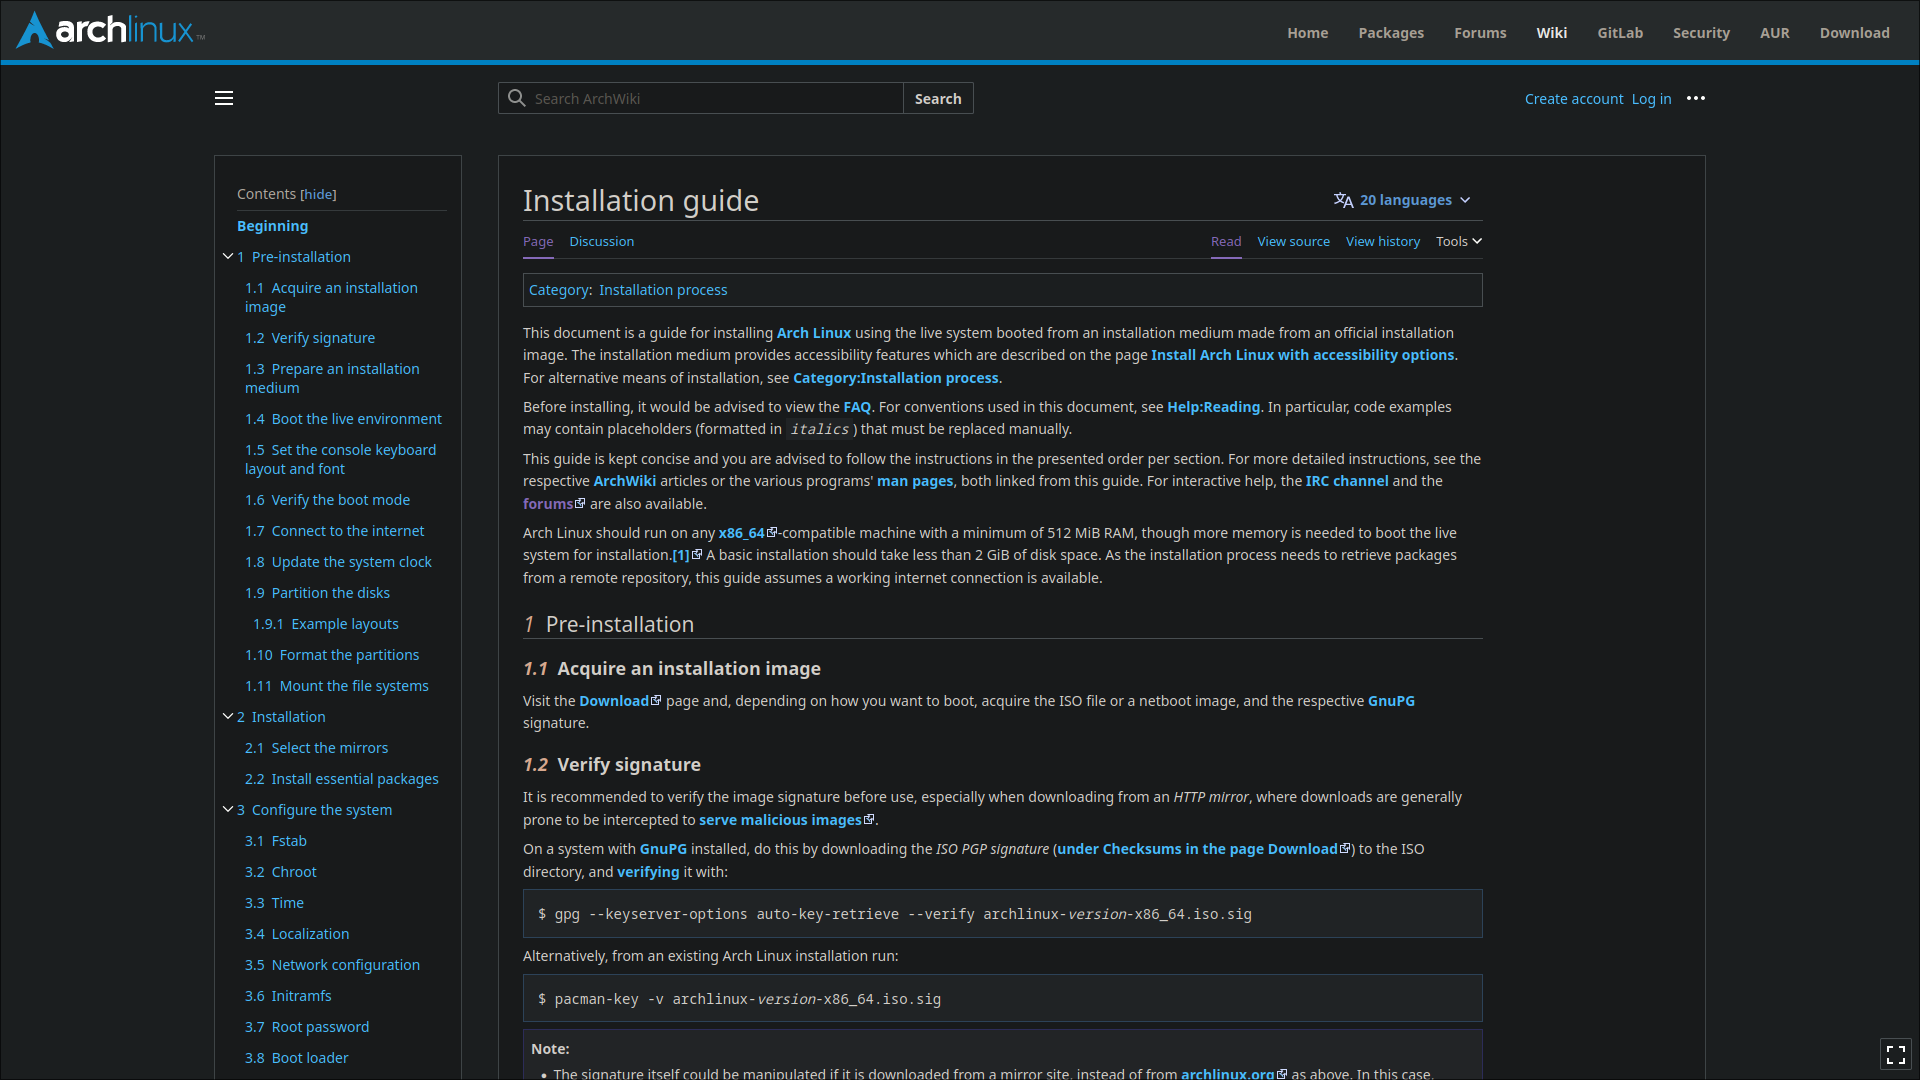 archlinux™
Home Packages Forums Wiki GitLab Security AUR Download
Search ArchWiki Search
Create account Log in
Contents [hide]
Beginning
1 Pre-installation
1.1 Acquire an installation
image
1.2 Verify signature
1.3 Prepare an installation
medium
1.4 Boot the live environment
1.5 Set the console keyboard
layout and font
1.6 Verify the boot mode
1.7 Connect to the internet
1.8 Update the system clock
1.9 Partition the disks
1.9.1 Example layouts
1.10 Format the partitions
1.11 Mount the file systems
2 Installation
2.1 Select the mirrors
2.2 Install essential packages
3 Configure the system
3.1 Fstab
3.2 Chroot
3.3 Time
3.4 Localization
3.5 Network configuration
3.6 Initramfs
3.7 Root password
3.8 Boot loader
Installation guide
20 languages
Page Discussion
Read View source View history Tools
Category: Installation process
This document is a guide for installing Arch Linux using the live system booted from an installation medium made from an official installation
image. The installation medium provides accessibility features which are described on the page Install Arch Linux with accessibility options.
For alternative means of installation, see Category:Installation process.
Before installing, it would be advised to view the FAQ. For conventions used in this document, see Help:Reading. In particular, code examples
may contain placeholders (formatted in italics) that must be replaced manually.
This guide is kept concise and you are advised to follow the instructions in the presented order per section. For more detailed instructions, see the
respective ArchWiki articles or the various programs' man pages, both linked from this guide. For interactive help, the IRC channel and the
forums are also available.
Arch Linux should run on any x86_64-compatible machine with a minimum of 512 MiB RAM, though more memory is needed to boot the live
system for installation.[1] A basic installation should take less than 2 GiB of disk space. As the installation process needs to retrieve packages
from a remote repository, this guide assumes a working internet connection is available.
1 Pre-installation
1.1 Acquire an installation image
Visit the Download page and, depending on how you want to boot, acquire the ISO file or a netboot image, and the respective GnuPG
signature.
1.2 Verify signature
It is recommended to verify the image signature before use, especially when downloading from an HTTP mirror, where downloads are generally
prone to be intercepted to serve malicious images.
On a system with GnuPG installed, do this by downloading the ISO PGP signature (under Checksums in the page Download) to the ISO
directory, and verifying it with:
$ gpg --keyserver-options auto-key-retrieve --verify archlinux-version-x86_64.iso.sig
Alternatively, from an existing Arch Linux installation run:
$ pacman-key -v archlinux-version-x86_64.iso.sig
Note:
• The signature itself could be manipulated if it is downloaded from a mirror site, instead of from archlinux.org as above. In this case,